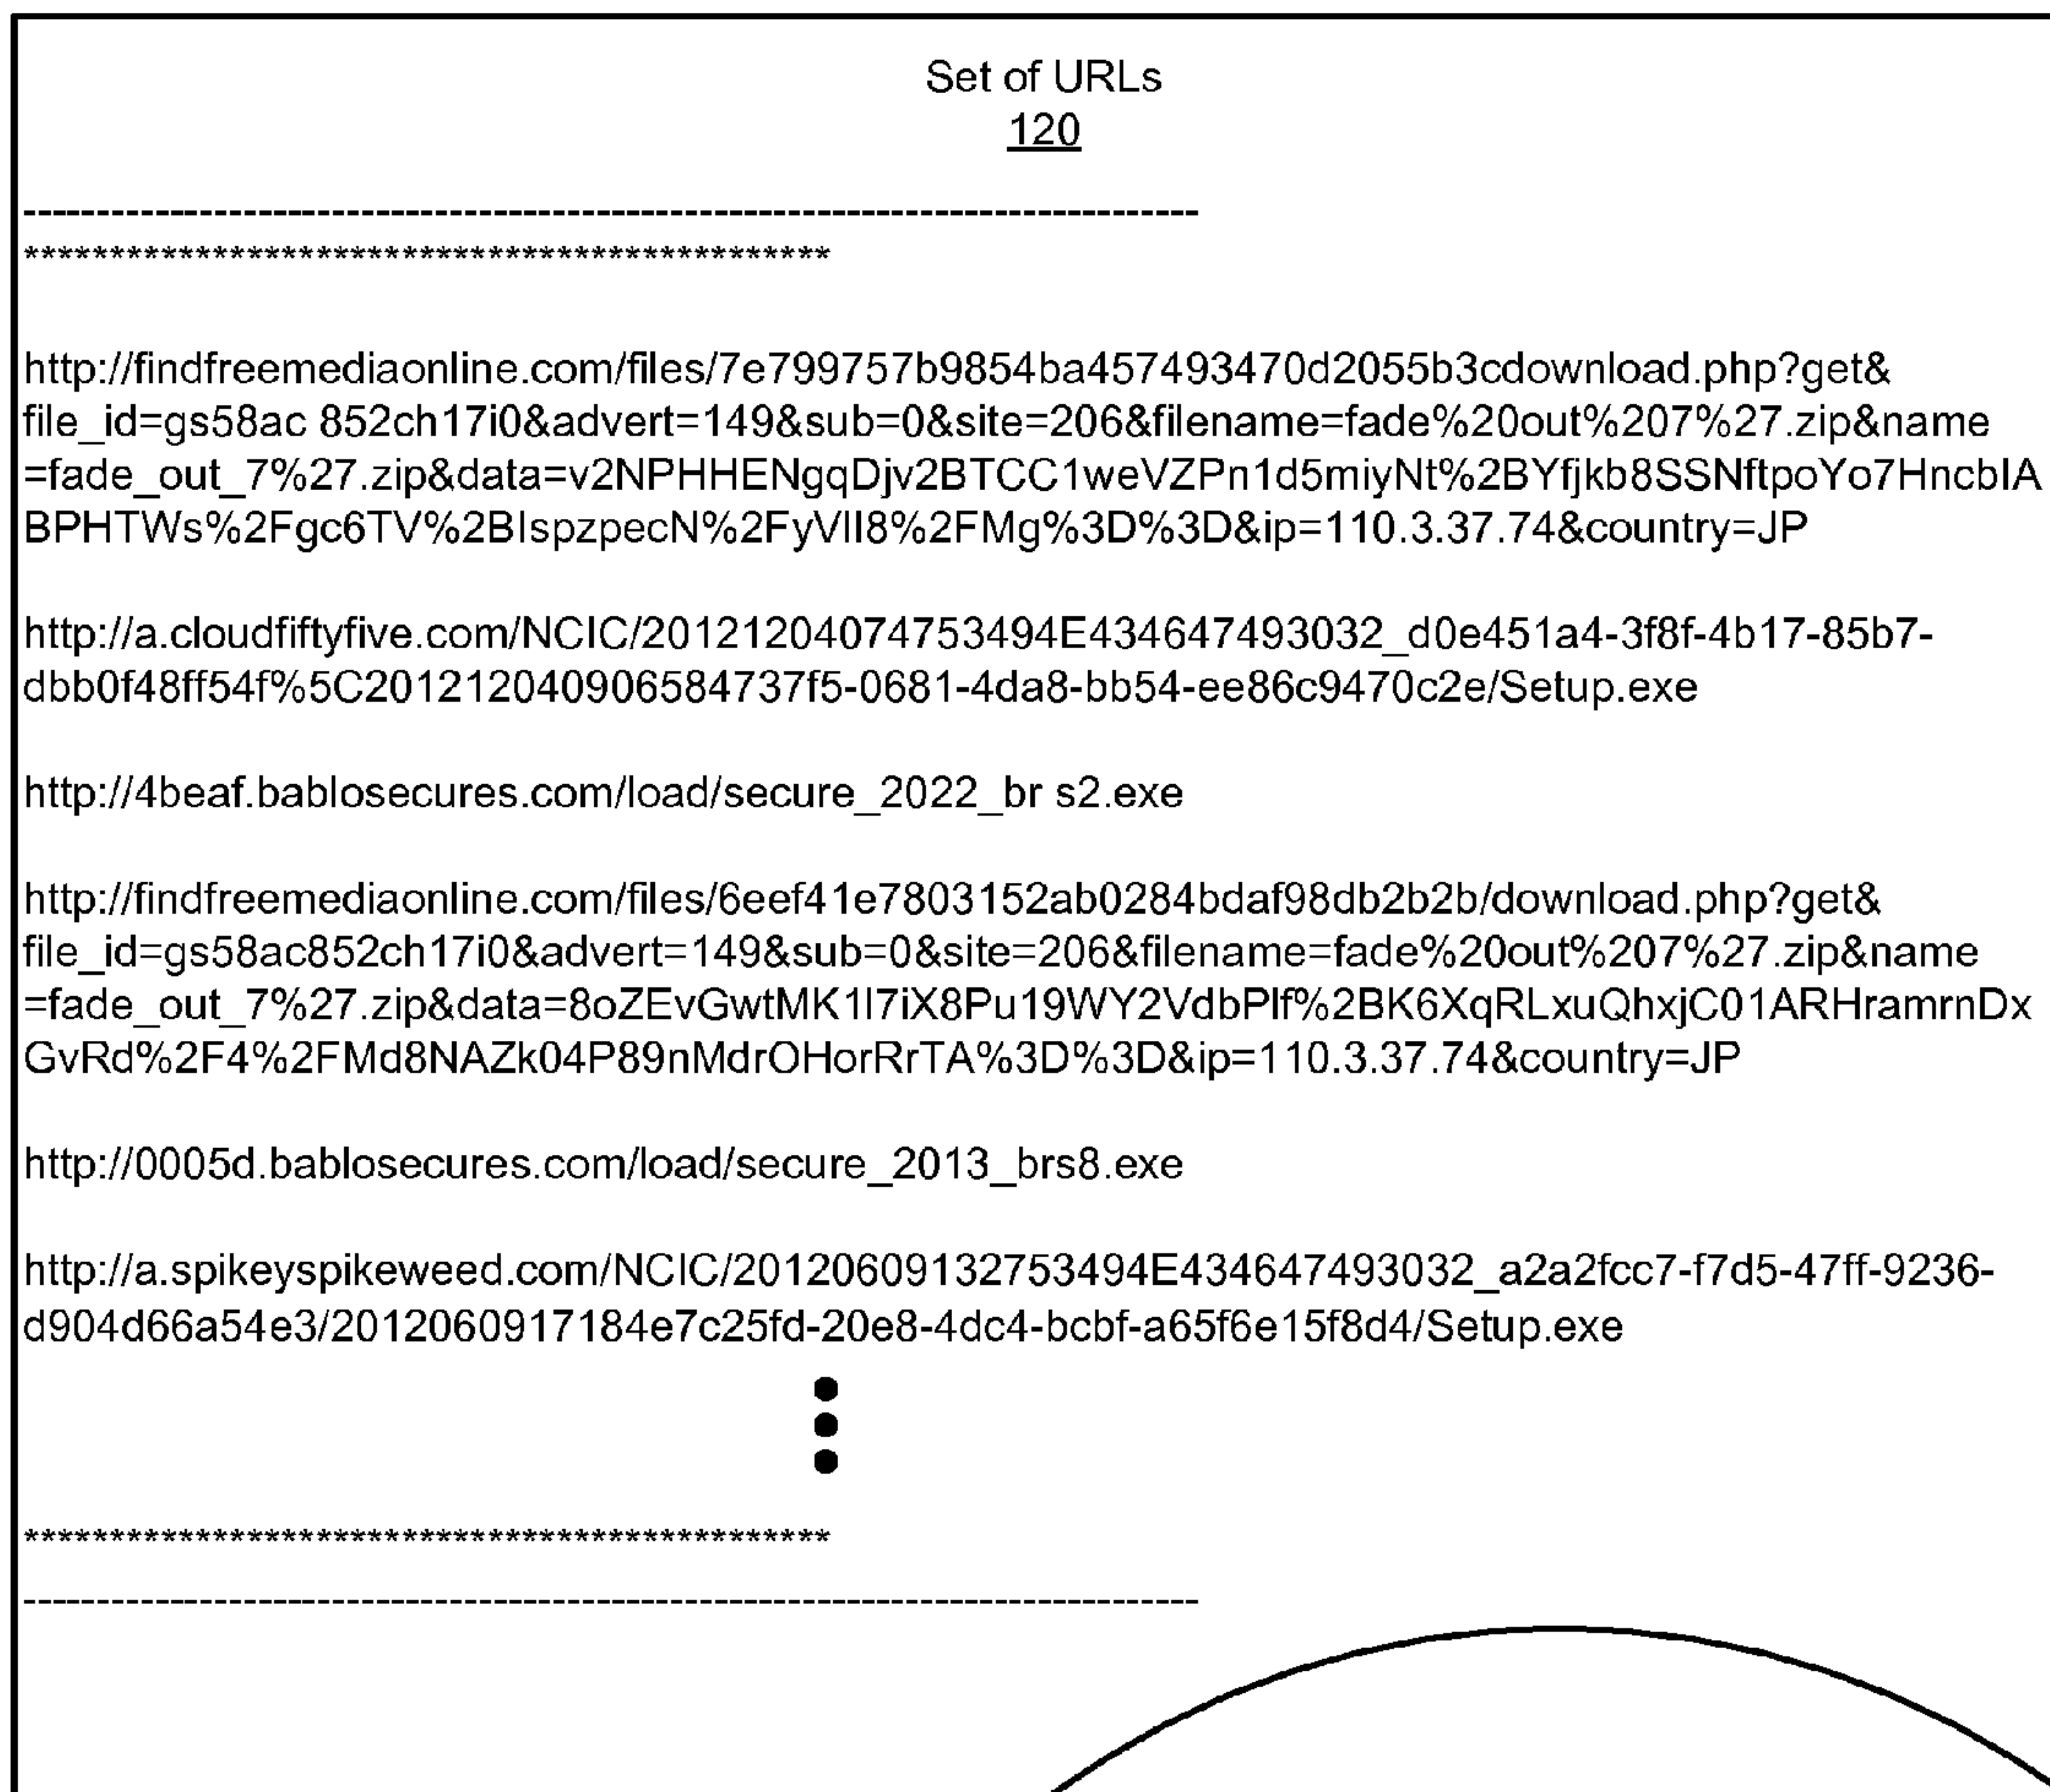 Set of URLs
120
--------------------------------------------------------------------------------
***********************************************
http://findfreemediaonline.com/files/7e799757b9854ba457493470d2055b3cdownload.php?get&
file_id=gs58ac 852ch17i0&advert=149&sub=0&site=206&filename=fade%20out%207%27.zip&name
=fade_out_7%27.zip&data=v2NPHHENgqDjv2BTCC1weVZPn1d5miyNt%2BYfjkb8SSNftpoYo7HncbIA
BPHTWs%2Fgc6TV%2BIspzpecN%2FyVlI8%2FMg%3D%3D&ip=110.3.37.74&country=JP
http://a.cloudfiftyfive.com/NCIC/20121204074753494E434647493032_d0e451a4-3f8f-4b17-85b7-
dbb0f48ff54f%5C201212040906584737f5-0681-4da8-bb54-ee86c9470c2e/Setup.exe
http://4beaf.bablosecures.com/load/secure_2022_br s2.exe
http://findfreemediaonline.com/files/6eef41e7803152ab0284bdaf98db2b2b/download.php?get&
file_id=gs58ac852ch17i0&advert=149&sub=0&site=206&filename=fade%20out%207%27.zip&name
=fade_out_7%27.zip&data=8oZEvGwtMK1I7iX8Pu19WY2VdbPlf%2BK6XqRLxuQhxjC01ARHramrnDx
GvRd%2F4%2FMd8NAZk04P89nMdrOHorRrTA%3D%3D&ip=110.3.37.74&country=JP
http://0005d.bablosecures.com/load/secure_2013_brs8.exe
http://a.spikeyspikeweed.com/NCIC/20120609132753494E434647493032_a2a2fcc7-f7d5-47ff-9236-
d904d66a54e3/2012060917184e7c25fd-20e8-4dc4-bcbf-a65f6e15f8d4/Setup.exe
***********************************************
--------------------------------------------------------------------------------